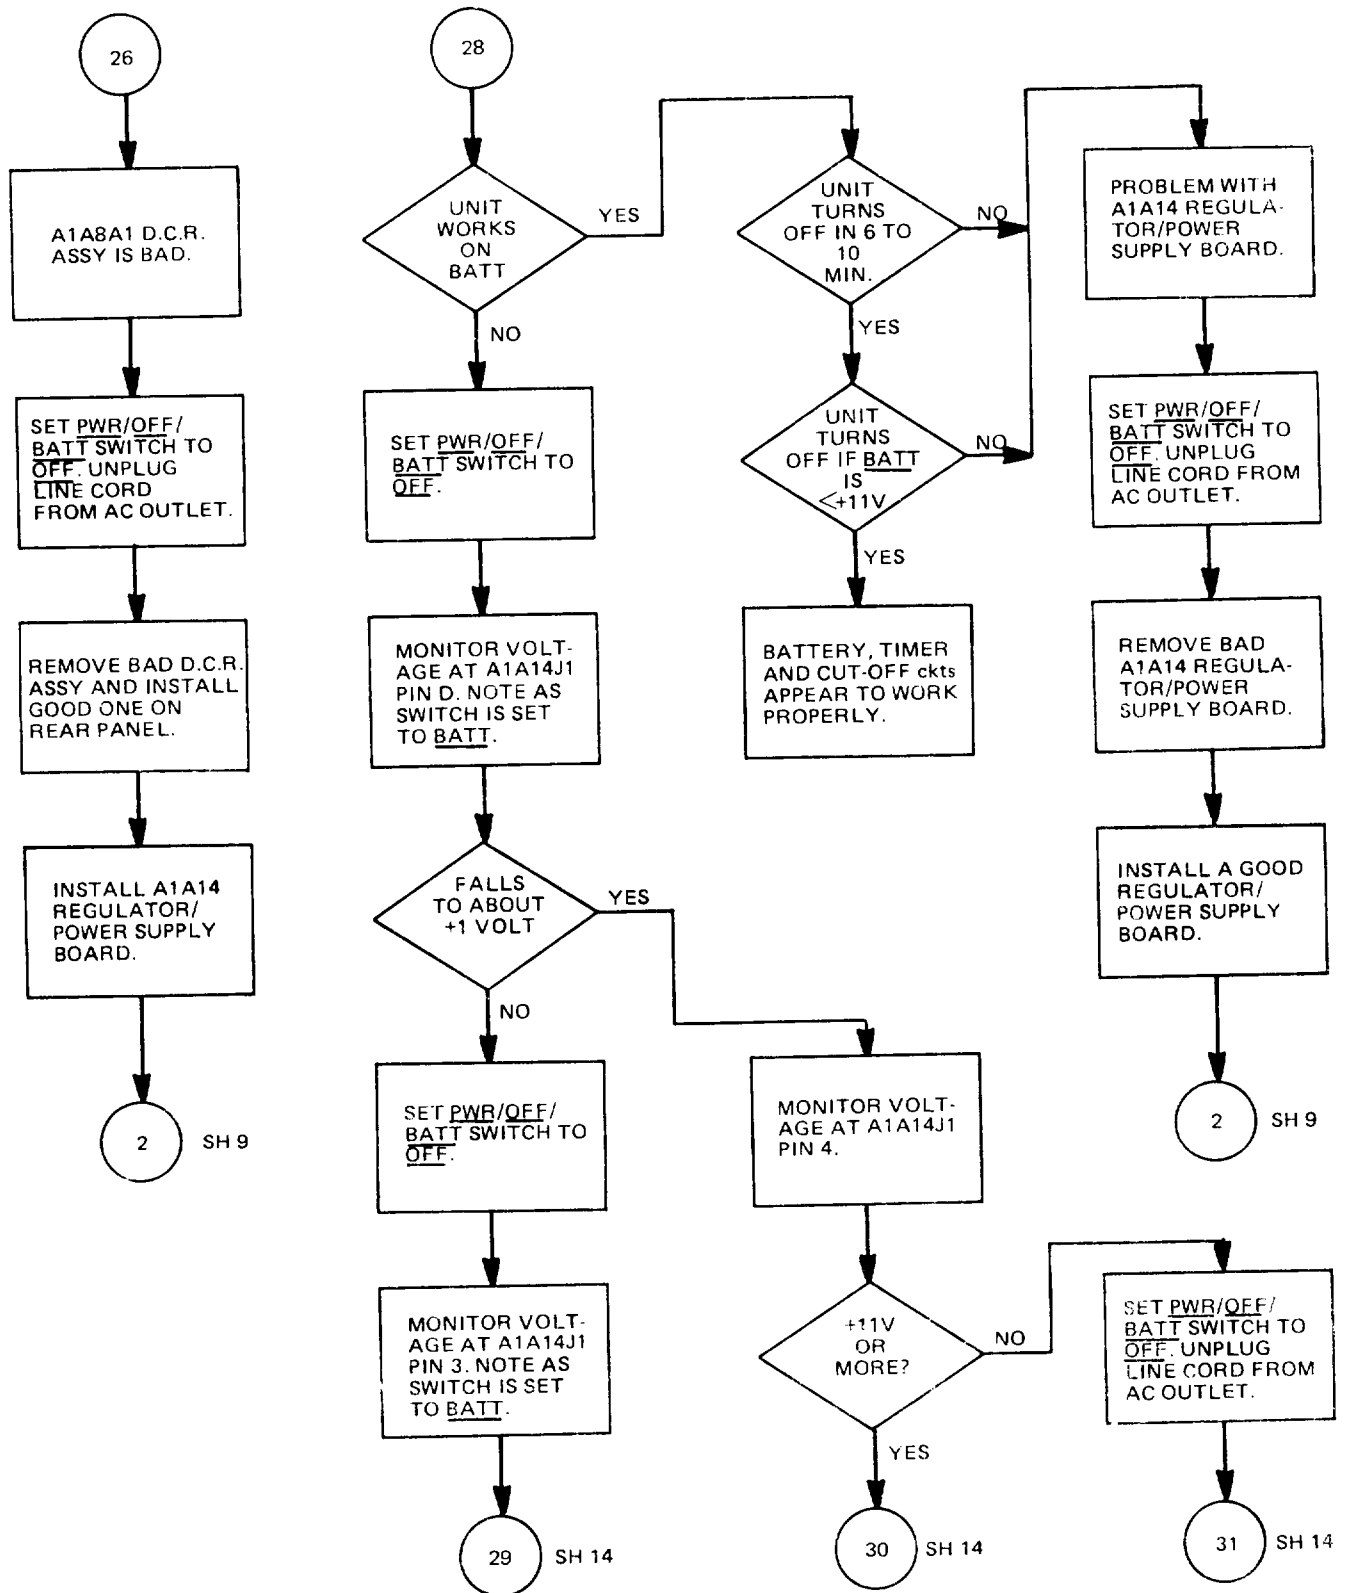 26
A1A8A1 D.C.R.
ASSY IS BAD.
SET PWR/OFF/
BATT SWITCH TO
OFF. UNPLUG
LINE CORD
FROM AC OUTLET.
REMOVE BAD D.C.R.
ASSY AND INSTALL
GOOD ONE ON
REAR PANEL.
INSTALL A1A14
REGULATOR/
POWER SUPPLY
BOARD.
2
SH 9
28
UNIT
WORKS
ON
BATT
YES
NO
SET PWR/OFF/
BATT SWITCH TO
OFF.
MONITOR VOLT-
AGE AT A1A14J1
PIN D. NOTE AS
SWITCH IS SET
TO BATT.
FALLS
TO ABOUT
+1 VOLT
YES
NO
SET PWR/OFF/
BATT SWITCH TO
OFF.
MONITOR VOLT-
AGE AT A1A14J1
PIN 3. NOTE AS
SWITCH IS SET
TO BATT.
29
SH 14
UNIT
TURNS
OFF IN 6 TO
10
MIN.
NO
YES
UNIT
TURNS
OFF IF BATT
IS
<+11V
NO
YES
BATTERY, TIMER
AND CUT-OFF ckts
APPEAR TO WORK
PROPERLY.
MONITOR VOLT-
AGE AT A1A14J1
PIN 4.
+11V
OR
MORE?
NO
YES
30
SH 14
PROBLEM WITH
A1A14 REGULA-
TOR/POWER
SUPPLY BOARD.
SET PWR/OFF/
BATT SWITCH TO
OFF. UNPLUG
LINE CORD FROM
AC OUTLET.
REMOVE BAD
A1A14 REGULA-
TOR/POWER
SUPPLY BOARD.
INSTALL A GOOD
REGULATOR/
POWER SUPPLY
BOARD.
2
SH 9
SET PWR/OFF/
BATT SWITCH TO
OFF. UNPLUG
LINE CORD FROM
AC OUTLET.
31
SH 14